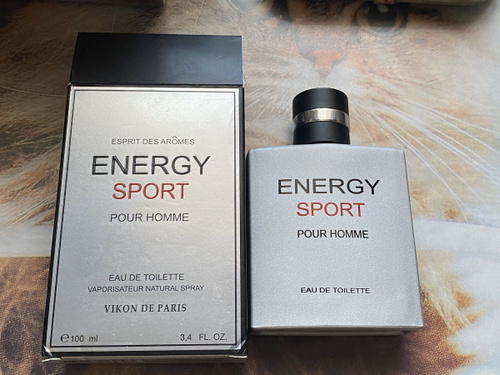 ESPRIT DES ARÔMES
ENERGY
SPORT
POUR HOMME
EAU DE TOILETTE
VAPORISATEUR NATURAL SPRAY
VIKON DE PARIS
℮100 ml 3,4 FL. OZ.
ENERGY
SPORT
POUR HOMME
EAU DE TOILETTE